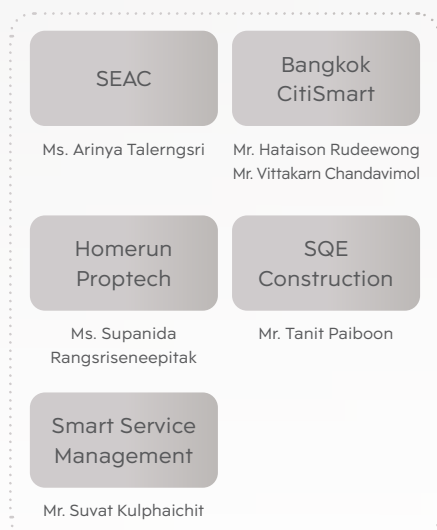 SEAC
Ms. Arinya Talerngsri
Bangkok
CitiSmart
Mr. Hataison Rudeewong
Mr. Vittakarn Chandavimol
Homerun
Proptech
Ms. Supanida
Rangsriseneepitak
SQE
Construction
Mr. Tanit Paiboon
Smart Service
Management
Mr. Suvat Kulphaichit